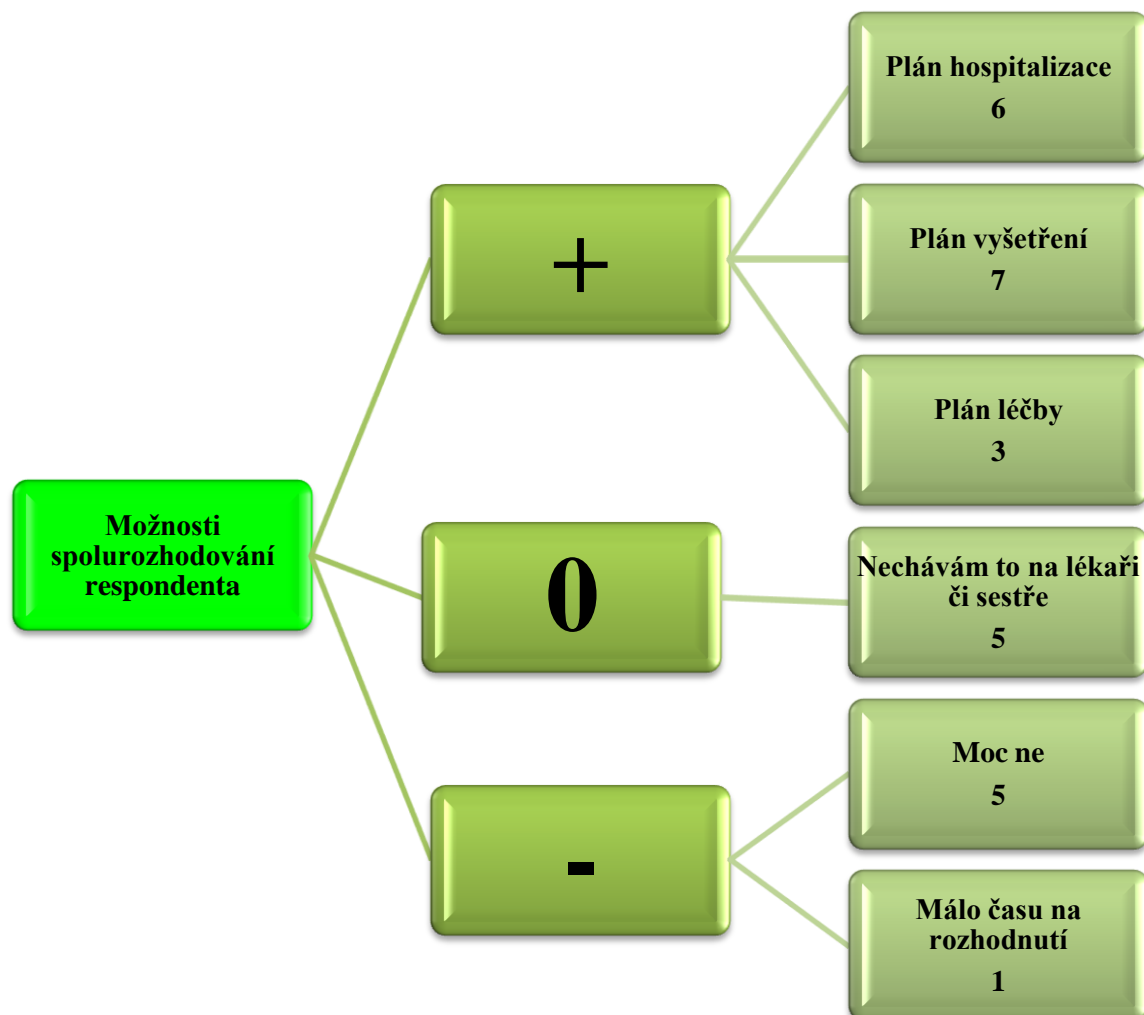 Možnosti
spolurozhodování
respondenta
+
Plán hospitalizace
6
Plán vyšetření
7
Plán léčby
3
0
Nechávám to na lékaři
či sestře
5
-
Moc ne
5
Málo času na
rozhodnutí
1